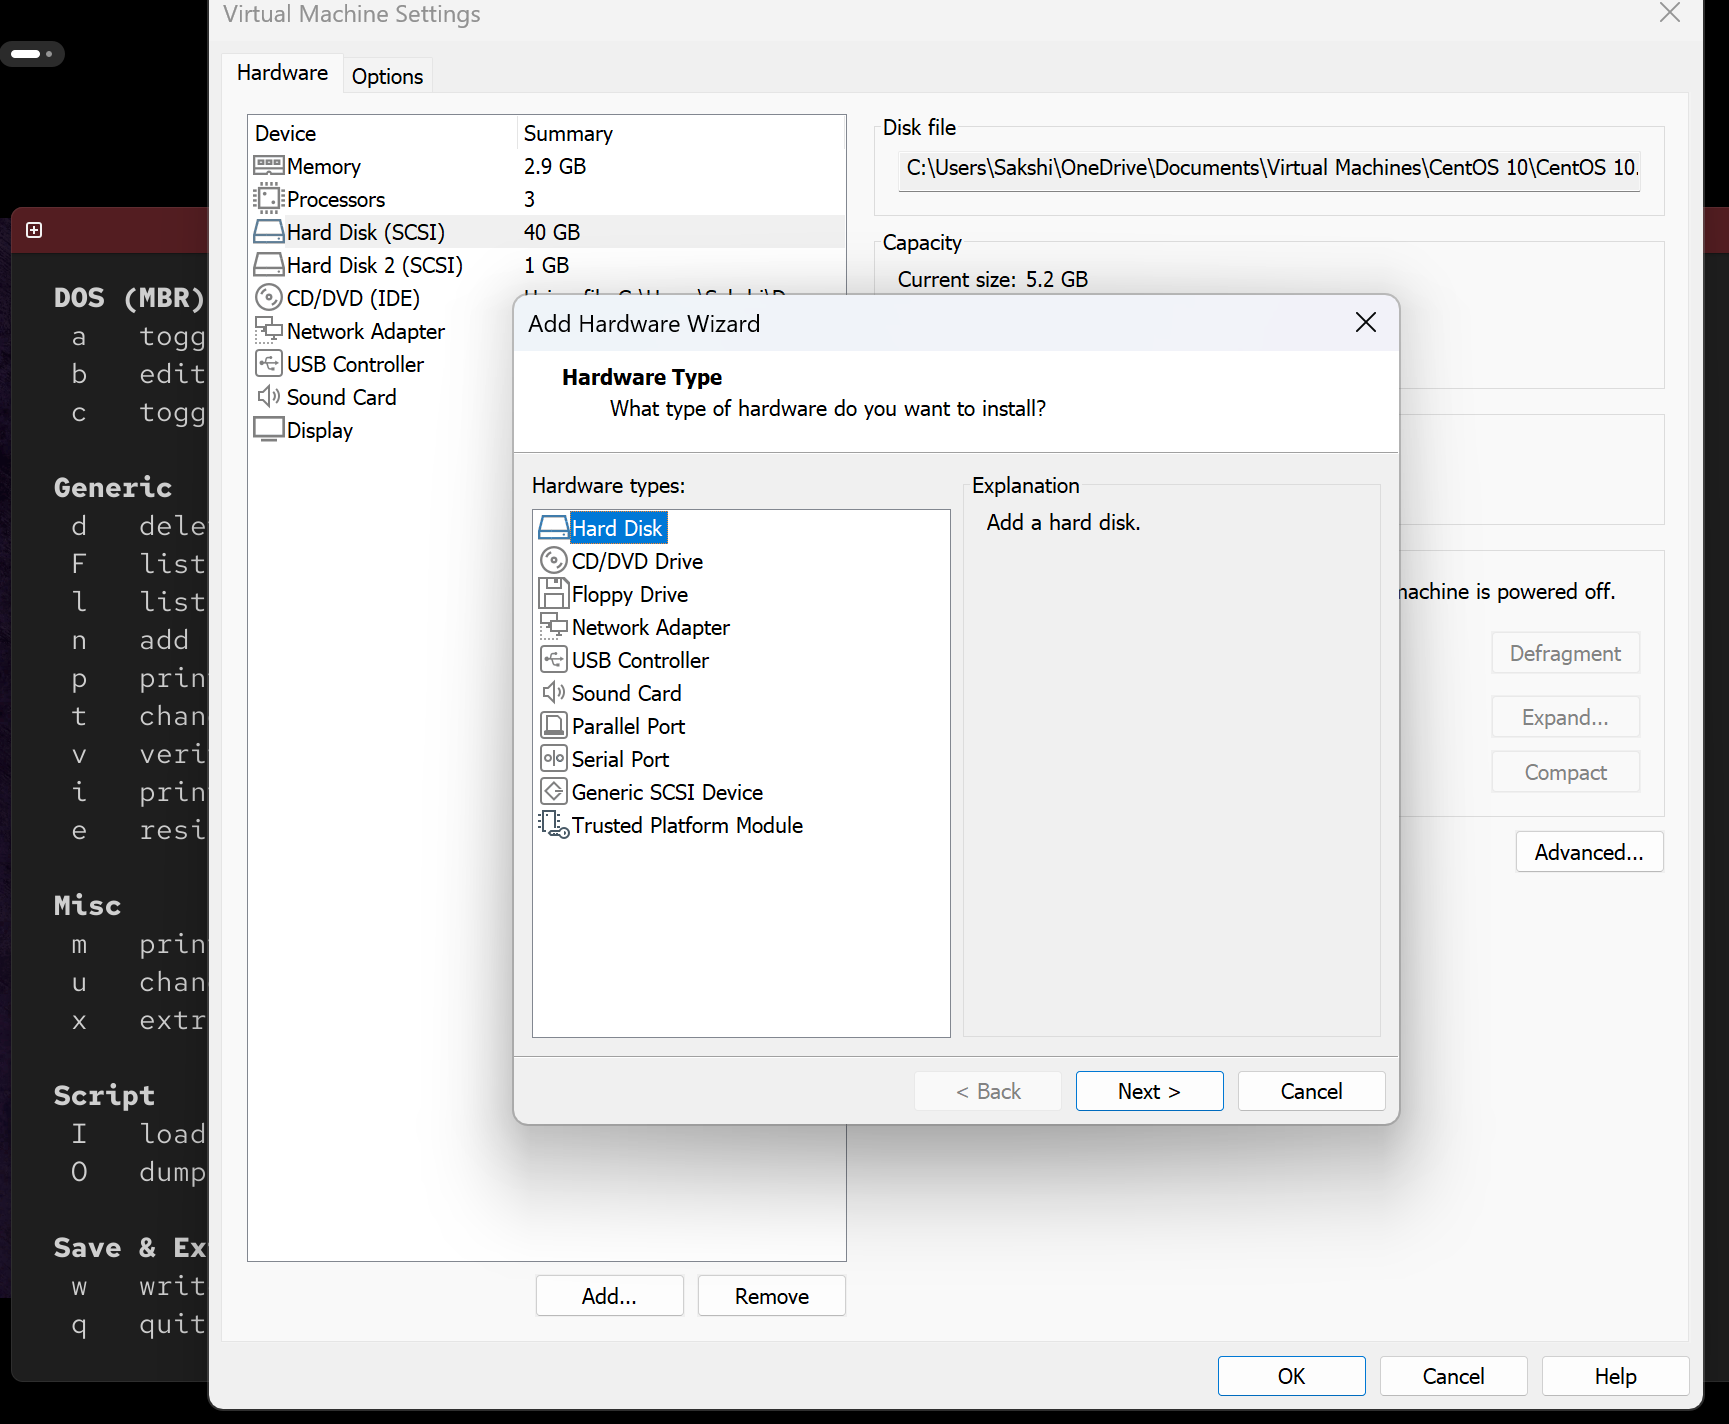 Virtual Machine Settings
Hardware
Options
Device Summary
Memory 2.9 GB
Processors 3
Hard Disk (SCSI) 40 GB
Hard Disk 2 (SCSI) 1 GB
CD/DVD (IDE)
Network Adapter
USB Controller
Sound Card
Display
Disk file
C:\Users\Sakshi\OneDrive\Documents\Virtual Machines\CentOS 10\CentOS 10.
Capacity
Current size: 5.2 GB
machine is powered off.
Defragment
Expand...
Compact
Advanced...
Add Hardware Wizard
Hardware Type
What type of hardware do you want to install?
Hardware types:
Hard Disk
CD/DVD Drive
Floppy Drive
Network Adapter
USB Controller
Sound Card
Parallel Port
Serial Port
Generic SCSI Device
Trusted Platform Module
Explanation
Add a hard disk.
< Back
Next >
Cancel
Add...
Remove
OK
Cancel
Help
DOS (MBR)
a togg
b edit
c togg
Generic
d dele
F list
l list
n add
p prin
t chan
v veri
i prin
e resi
Misc
m prin
u chan
x extr
Script
I load
O dump
Save & Ex
w writ
q quit